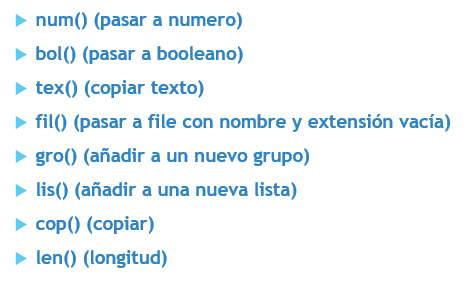 num() (pasar a numero)
bol() (pasar a booleano)
tex() (copiar texto)
fil() (pasar a file con nombre y extensión vacía)
gro() (añadir a un nuevo grupo)
lis() (añadir a una nueva lista)
cop() (copiar)
len() (longitud)